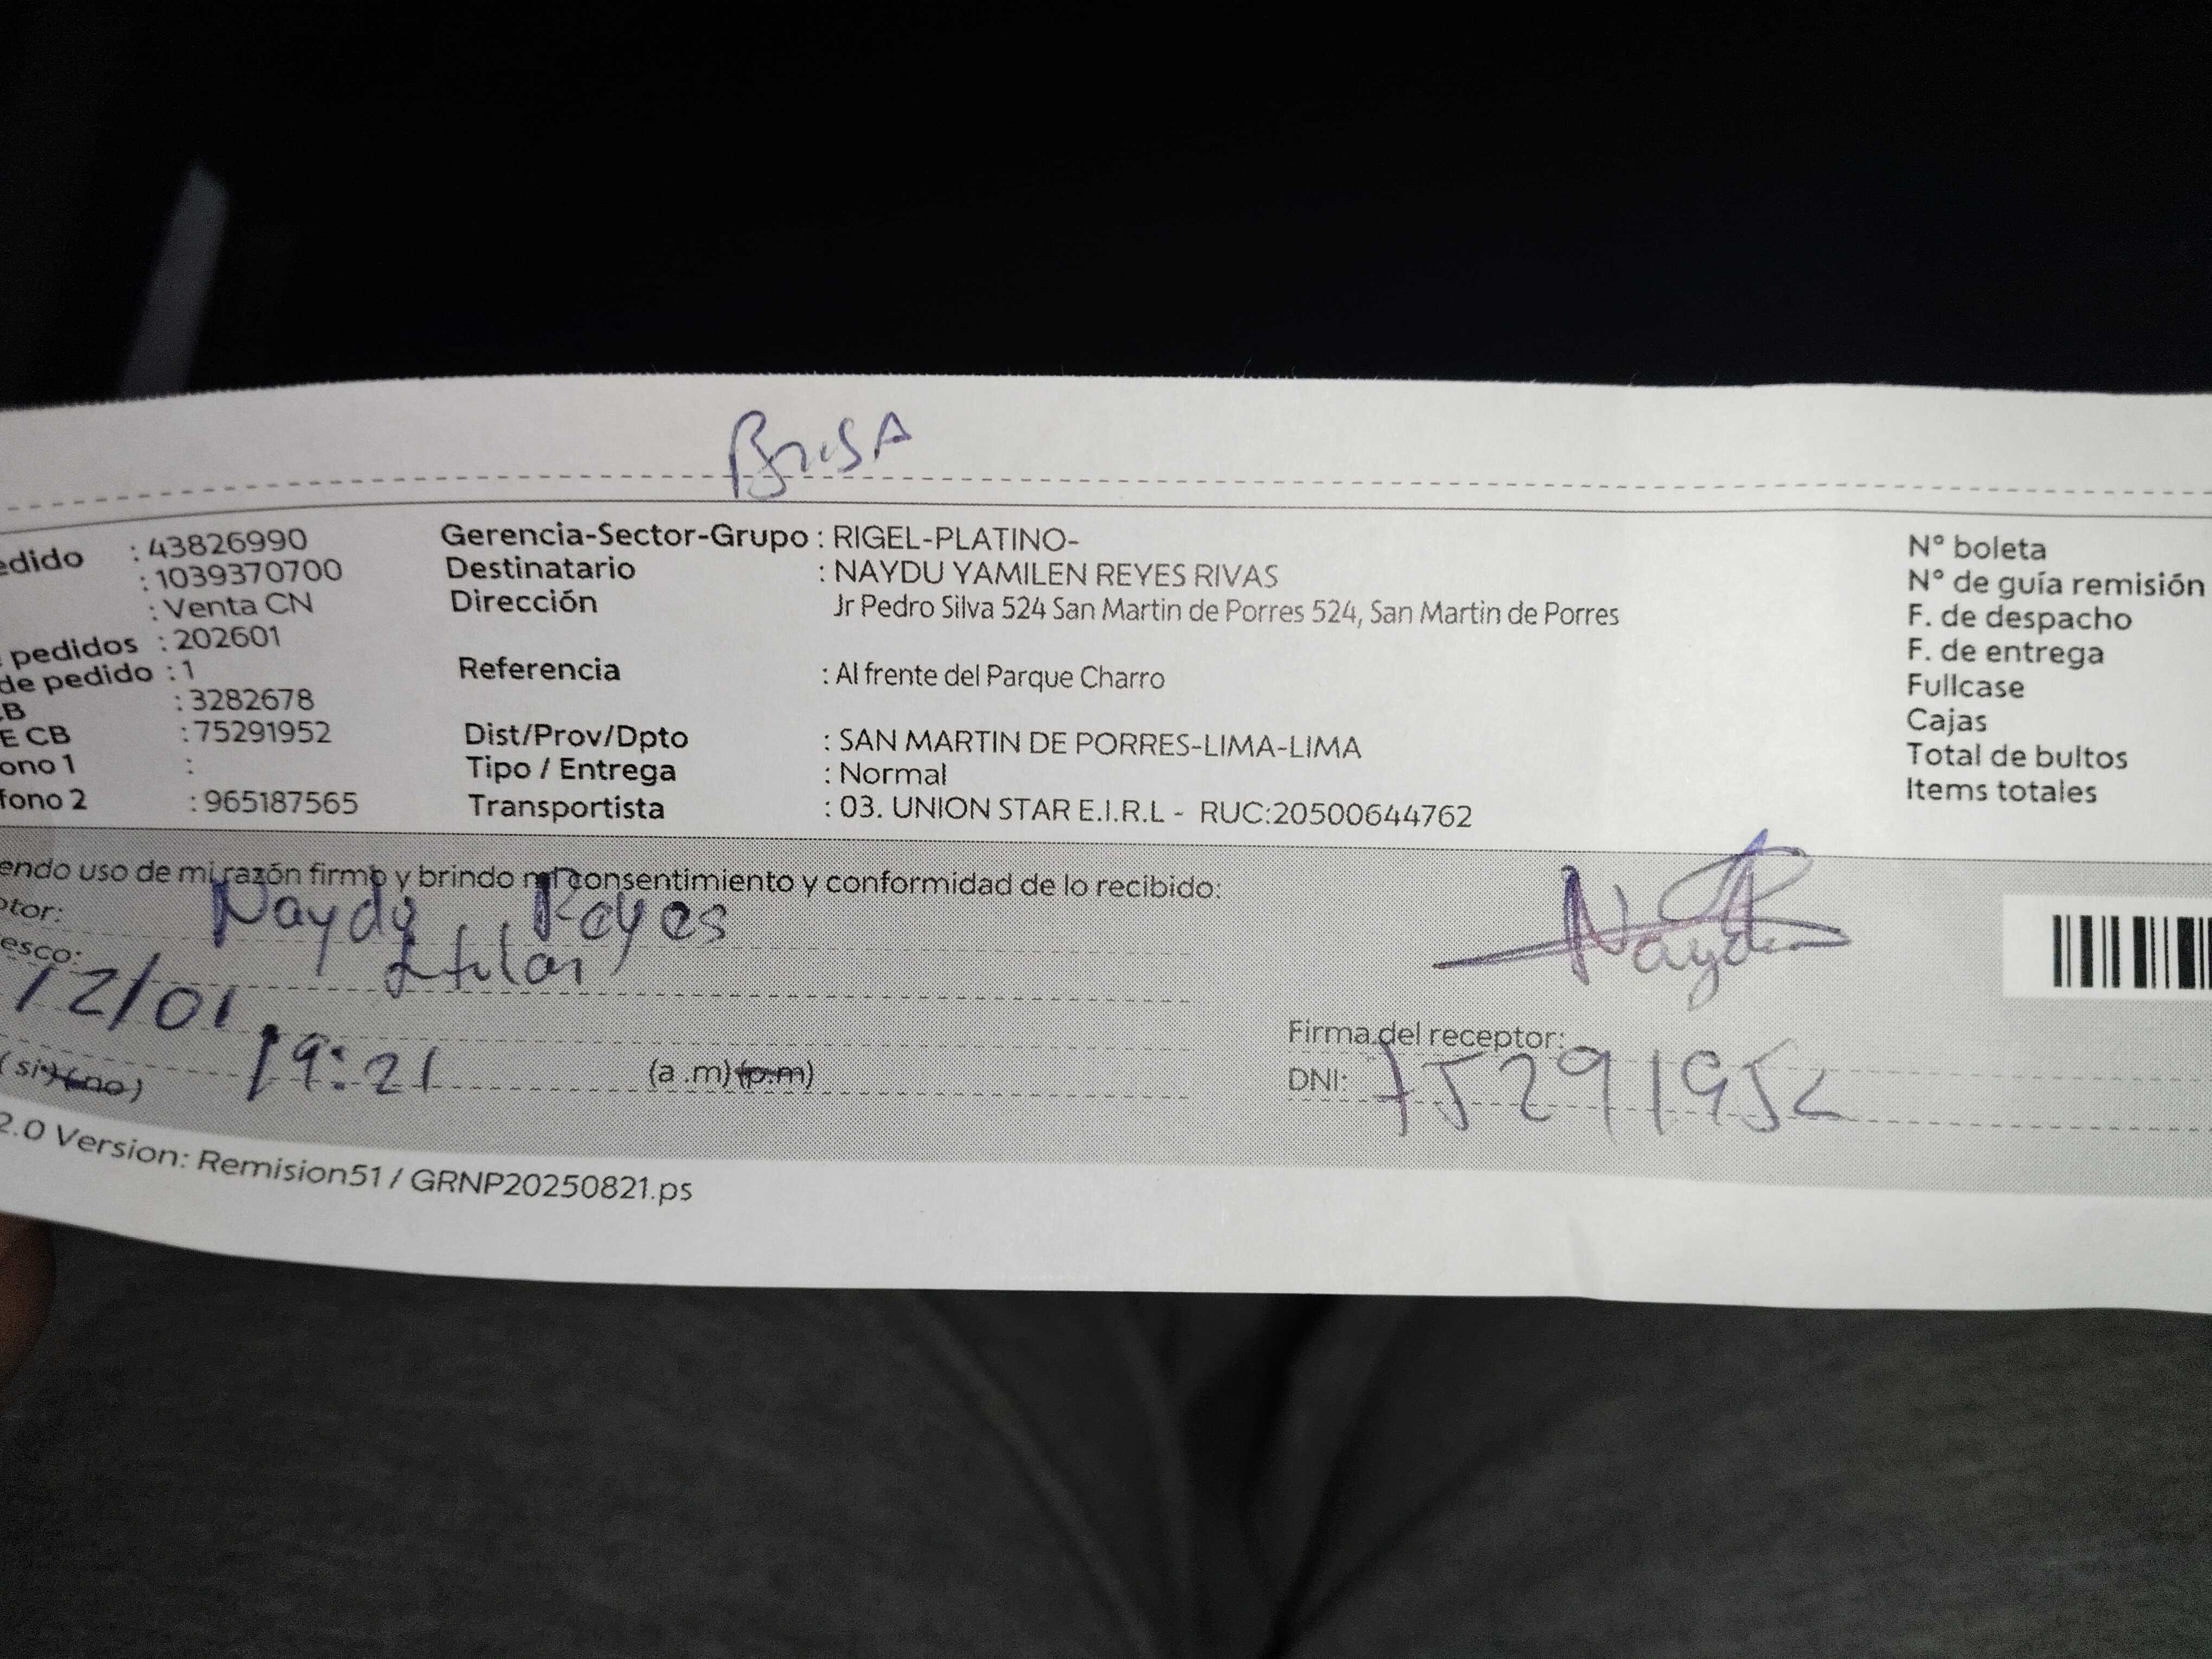 BrisA
edido : 43826990
: 1039370700
: Venta CN
pedidos : 202601
de pedido : 1
CB : 3282678
E CB : 75291952
ono 1 :
fono 2 : 965187565
Gerencia-Sector-Grupo : RIGEL-PLATINO-
Destinatario : NAYDU YAMILEN REYES RIVAS
Dirección Jr Pedro Silva 524 San Martin de Porres 524, San Martin de Porres
Referencia : Al frente del Parque Charro
Dist/Prov/Dpto : SAN MARTIN DE PORRES-LIMA-LIMA
Tipo / Entrega : Normal
Transportista : 03. UNION STAR E.I.R.L - RUC:20500644762
N° boleta
N° de guía remisión
F. de despacho
F. de entrega
Fullcase
Cajas
Total de bultos
Items totales
endo uso de mi razón firmo y brindo mi consentimiento y conformidad de lo recibido:
ptor: Naydu Reyes
esco:
12/01
19:21 (a .m) (p.m)
( si ) ( no )
Naydu
Firma del receptor:
DNI: 75291952
2.0 Version: Remision51 / GRNP20250821.ps